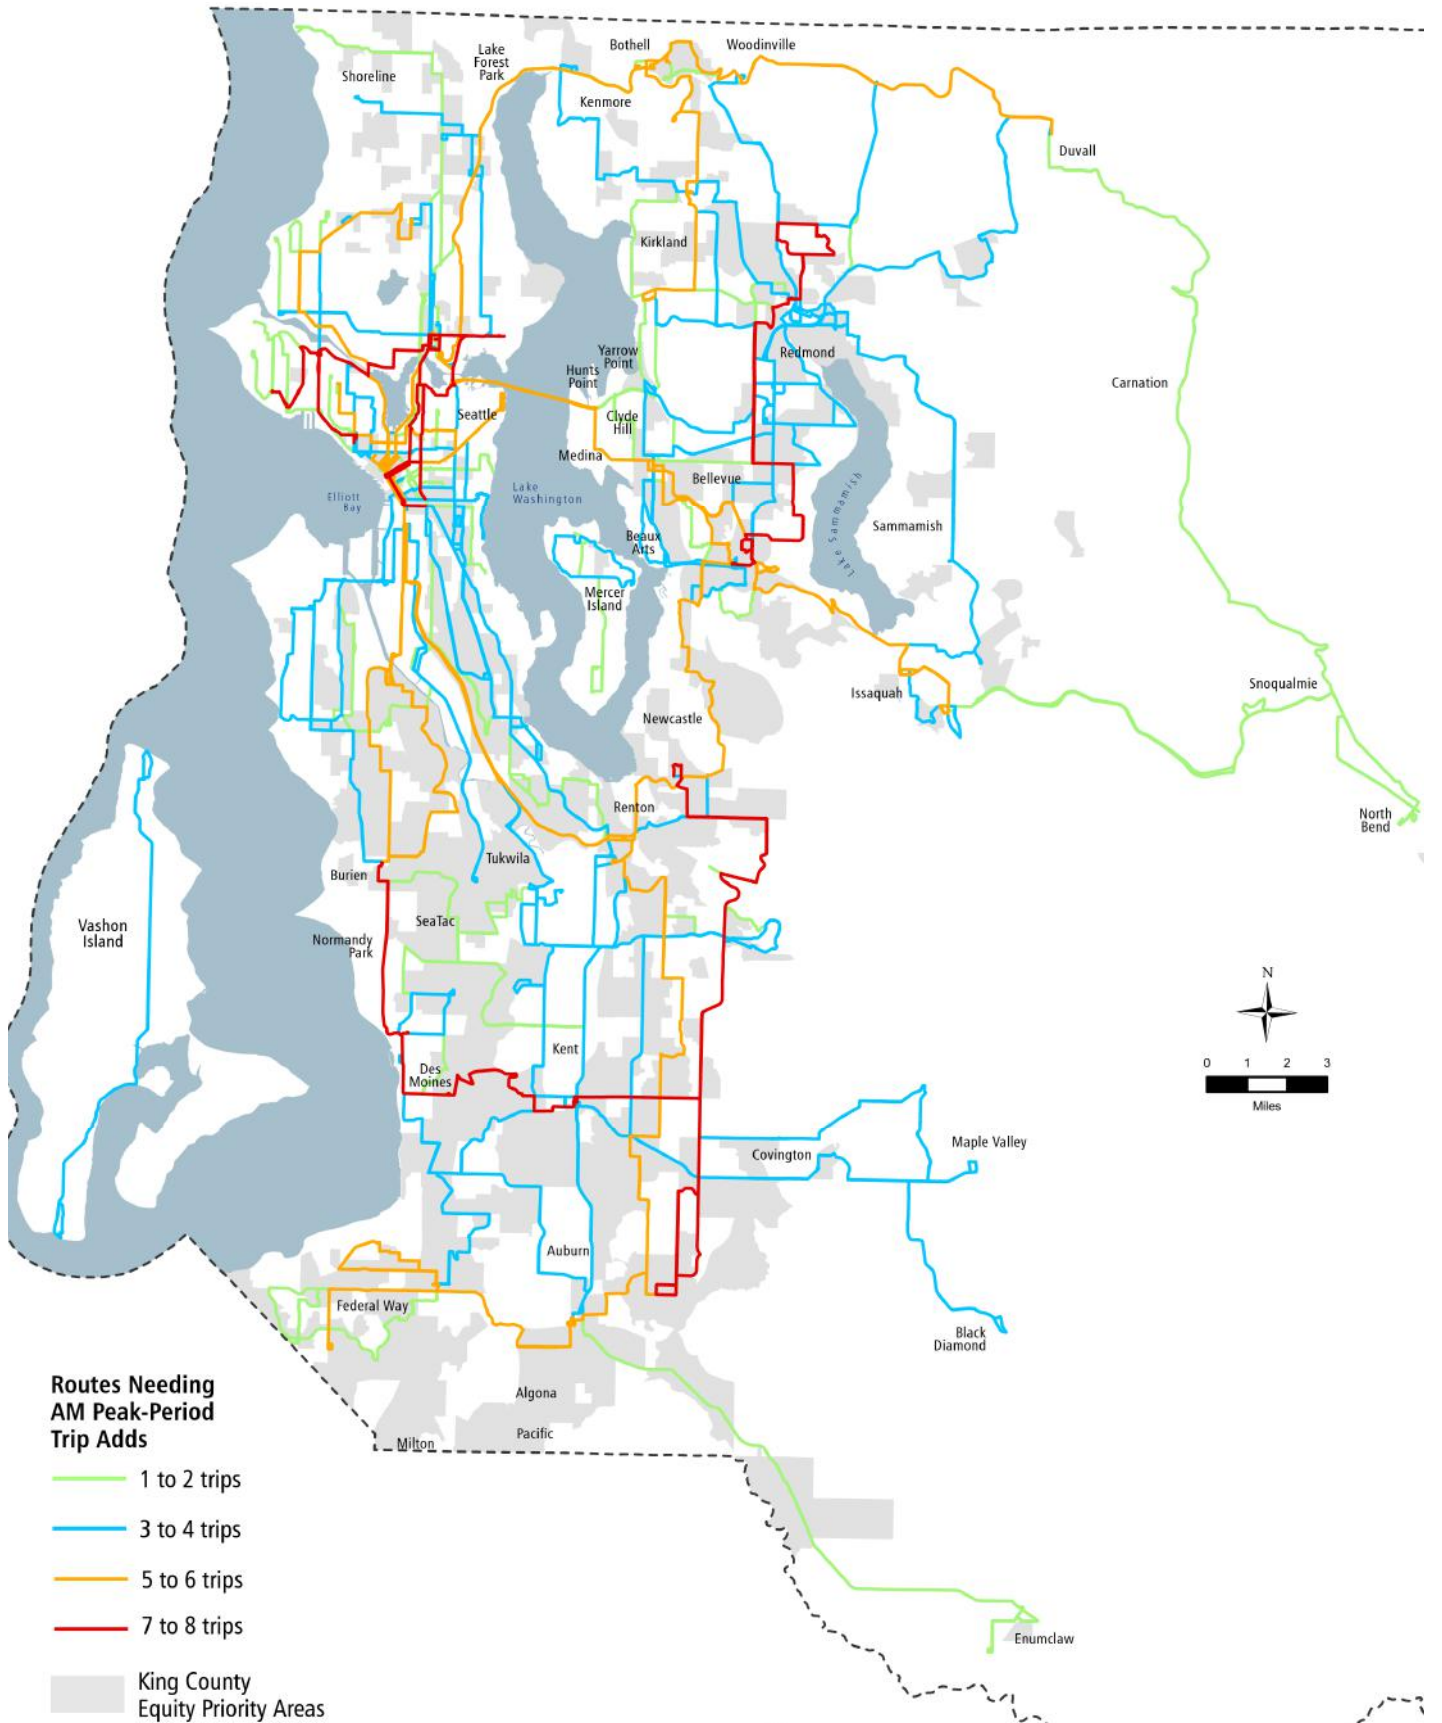 Bothell
Woodinville
Lake
Forest
Park
Shoreline
Kenmore
Duvall
Kirkland
Yarrow
Point
Hunts
Point
Redmond
Carnation
Seattle
Clyde
Hill
Medina
Bellevue
Lake
Washington
Elliott
Bay
Lake Sammamish
Sammamish
Beaux
Arts
Mercer
Island
Issaquah
Snoqualmie
Newcastle
Renton
North
Bend
Tukwila
Burien
SeaTac
Vashon
Island
Normandy
Park
N
0 1 2 3
Miles
Kent
Des
Moines
Maple Valley
Covington
Auburn
Federal Way
Black
Diamond
Algona
Pacific
Milton
Enumclaw
Routes Needing
AM Peak-Period
Trip Adds
1 to 2 trips
3 to 4 trips
5 to 6 trips
7 to 8 trips
King County
Equity Priority Areas